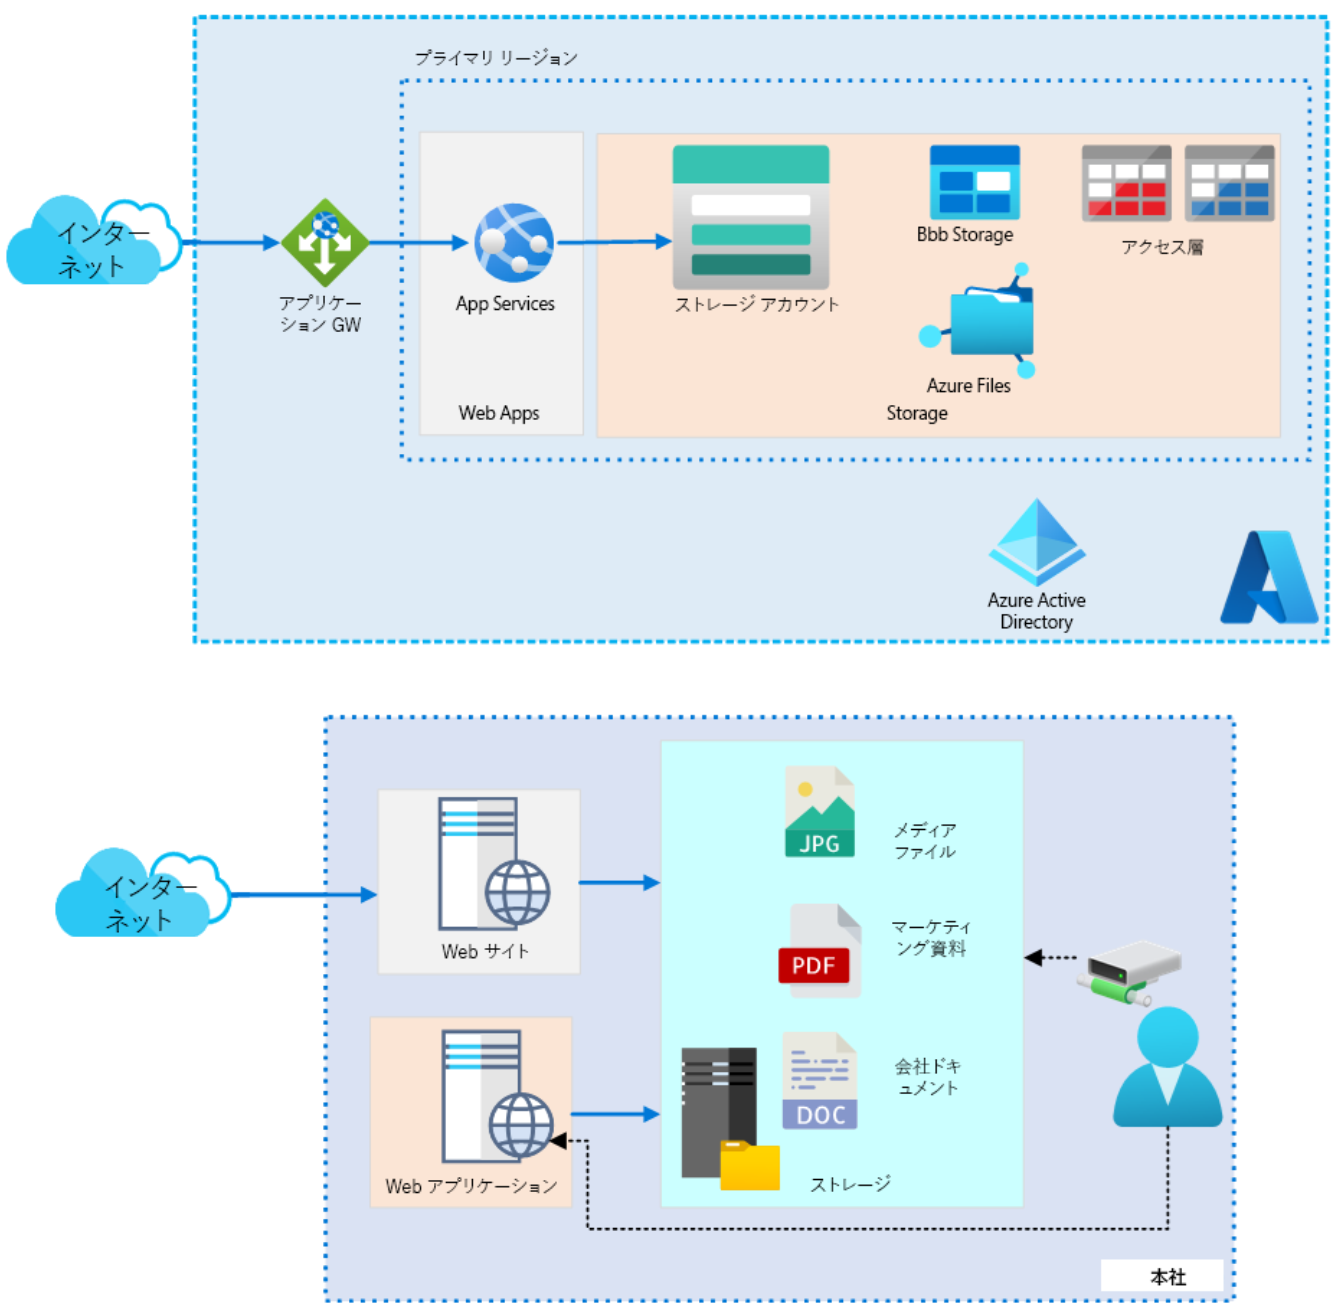 プライマリ リージョン
インター
ネット
アプリケー
ション GW
App Services
Web Apps
ストレージ アカウント
Bbb Storage
アクセス層
Azure Files
Storage
Azure Active
Directory
インター
ネット
Web サイト
Web アプリケーション
JPG
メディア
ファイル
PDF
マーケティ
ング資料
DOC
会社ドキ
ュメント
ストレージ
本社